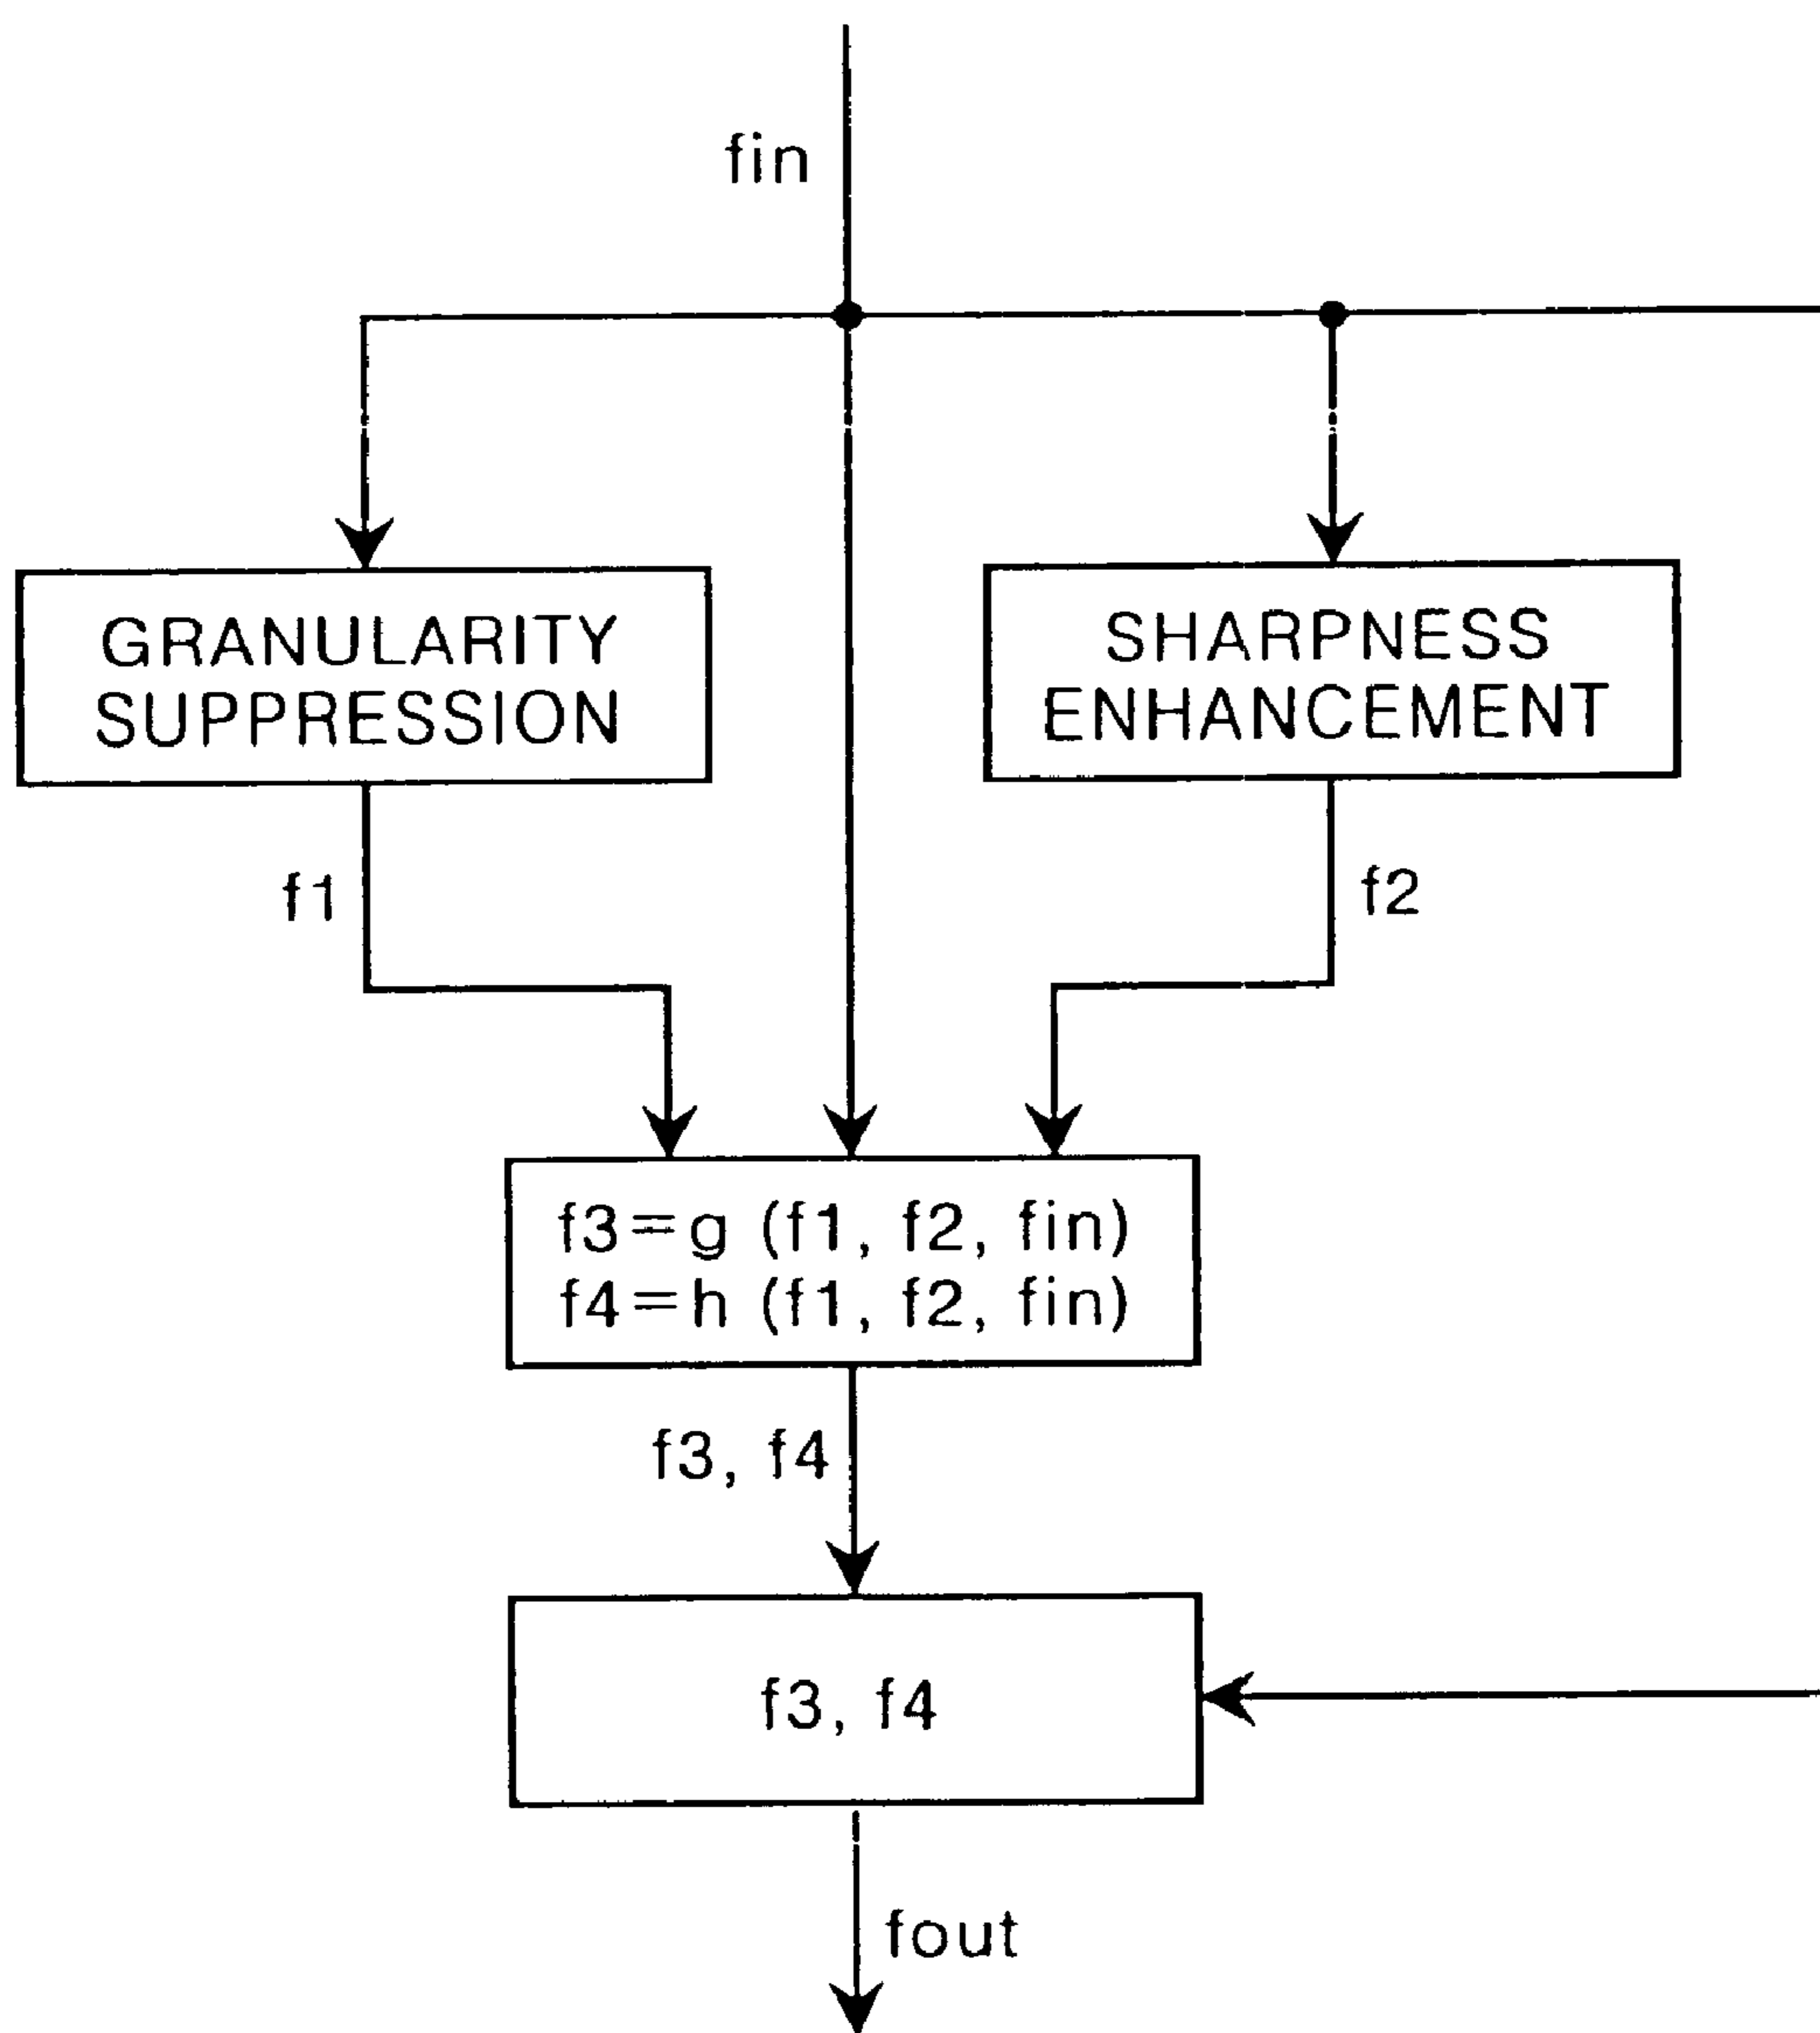 fin
GRANULARITY
SUPPRESSION
SHARPNESS
ENHANCEMENT
f1
f2
f3=g (f1, f2, fin)
f4=h (f1, f2, fin)
f3, f4
f3, f4
fout